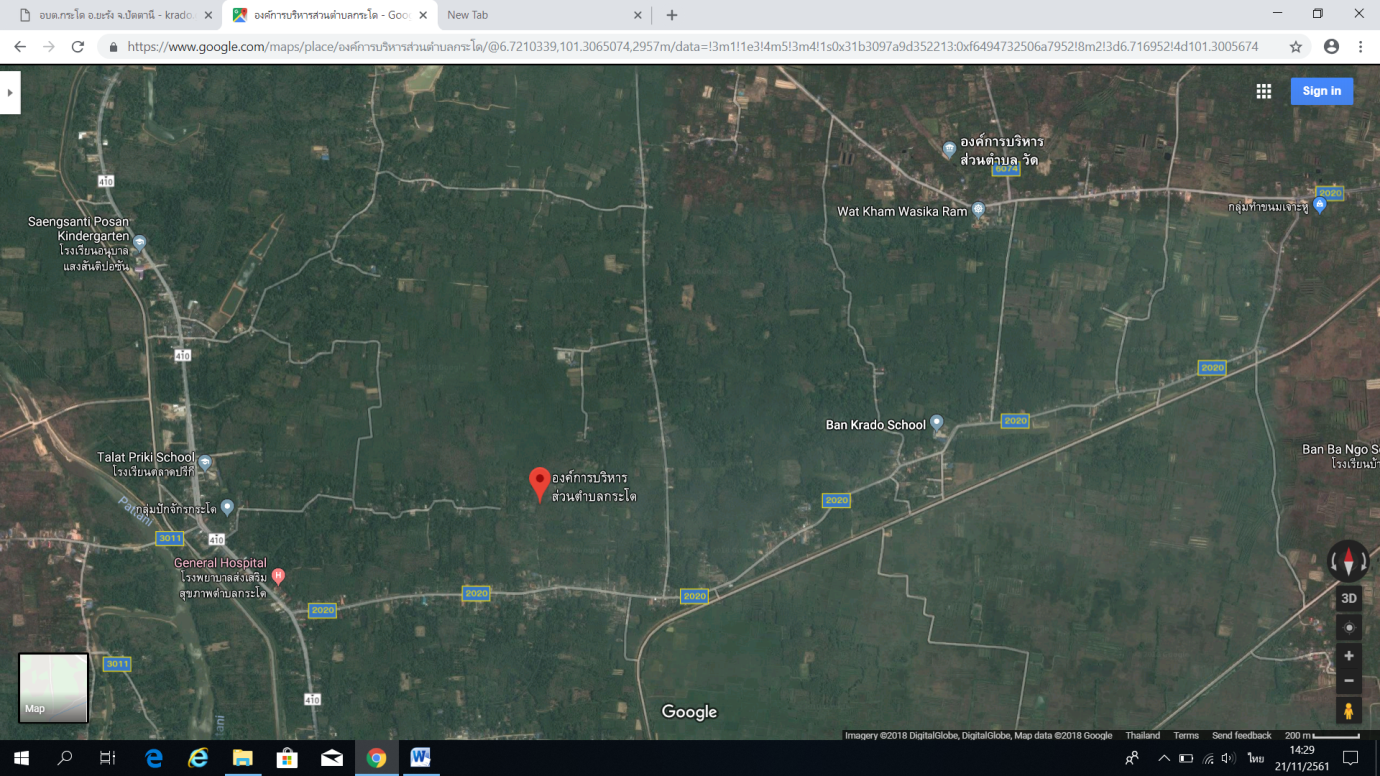 อบต.กระโด อ.ยะรัง จ.ปัตตานี - krado.
องค์การบริหารส่วนตำบลกระโด - Goo
New Tab
https://www.google.com/maps/place/องค์การบริหารส่วนตำบลกระโด/@6.7210339,101.3065074,2957m/data=!3m1!1e3!4m5!3m4!1s0x31b3097a9d352213:0xf6494732506a7952!8m2!3d6.716952!4d101.3005674
Sign in
องค์การบริหาร
ส่วนตำบล วัด
6074
410
2020
กลุ่มทำขนมเจาะหู
Wat Kham Wasika Ram
Saengsanti Posan
Kindergarten
โรงเรียนอนุบาล
แสงสันติปอซัน
410
2020
Ban Krado School
2020
Ban Ba Ngo S
โรงเรียนบ้า
Talat Priki School
โรงเรียนตลาดปรีกี
องค์การบริหาร
ส่วนตำบลกระโด
2020
Pattani
กลุ่มปักจักรกระโด
3011
410
General Hospital
โรงพยาบาลส่งเสริม
สุขภาพตำบลกระโด
2020
2020
2020
3D
3011
410
Map
Google
Imagery ©2018 DigitalGlobe, DigitalGlobe, Map data ©2018 Google
Thailand
Terms
Send feedback
200 m
14:29
ไทย
21/11/2561